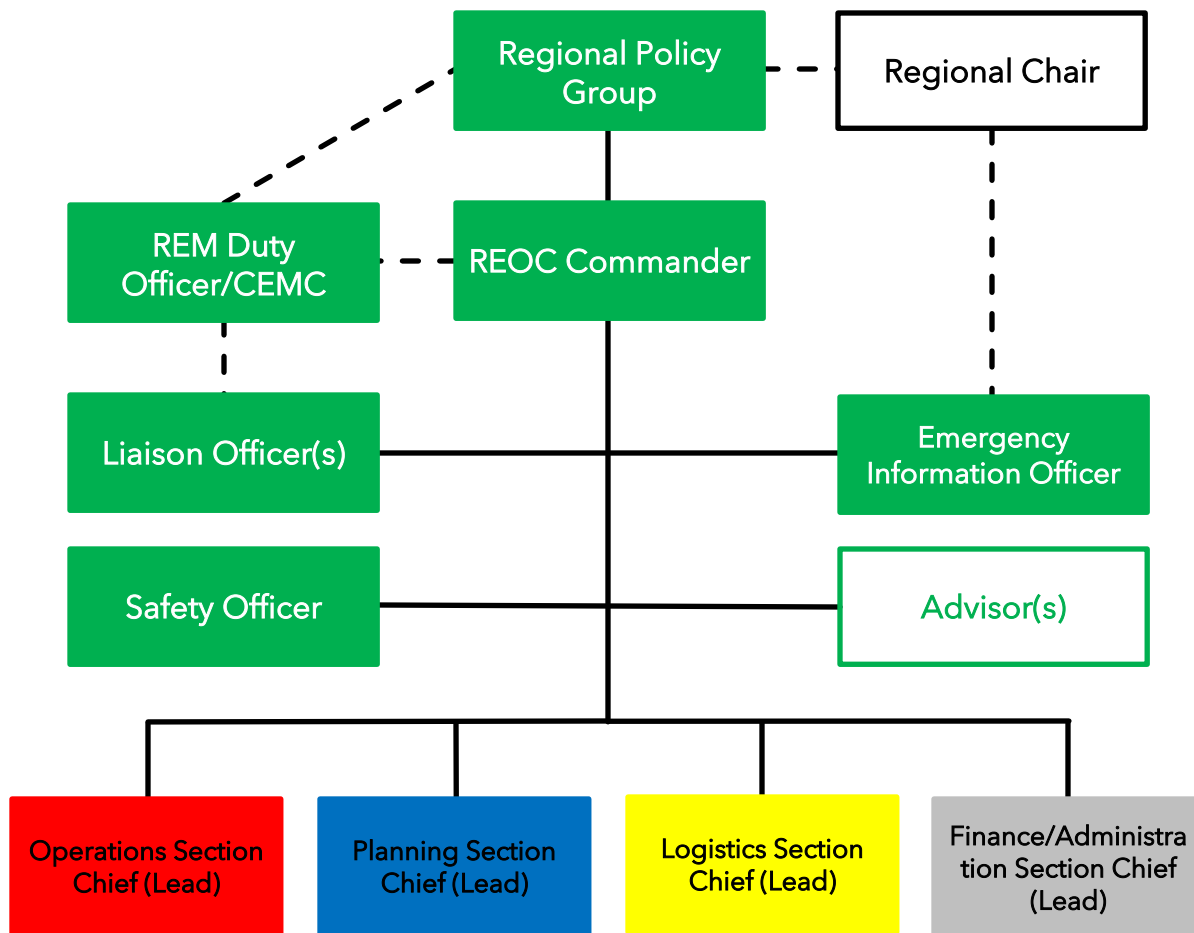 Regional Policy
Group
Regional Chair
REM Duty
Officer/CEMC
REOC Commander
Liaison Officer(s)
Emergency
Information Officer
Safety Officer
Advisor(s)
Operations Section
Chief (Lead)
Planning Section
Chief (Lead)
Logistics Section
Chief (Lead)
Finance/Administra
tion Section Chief
(Lead)